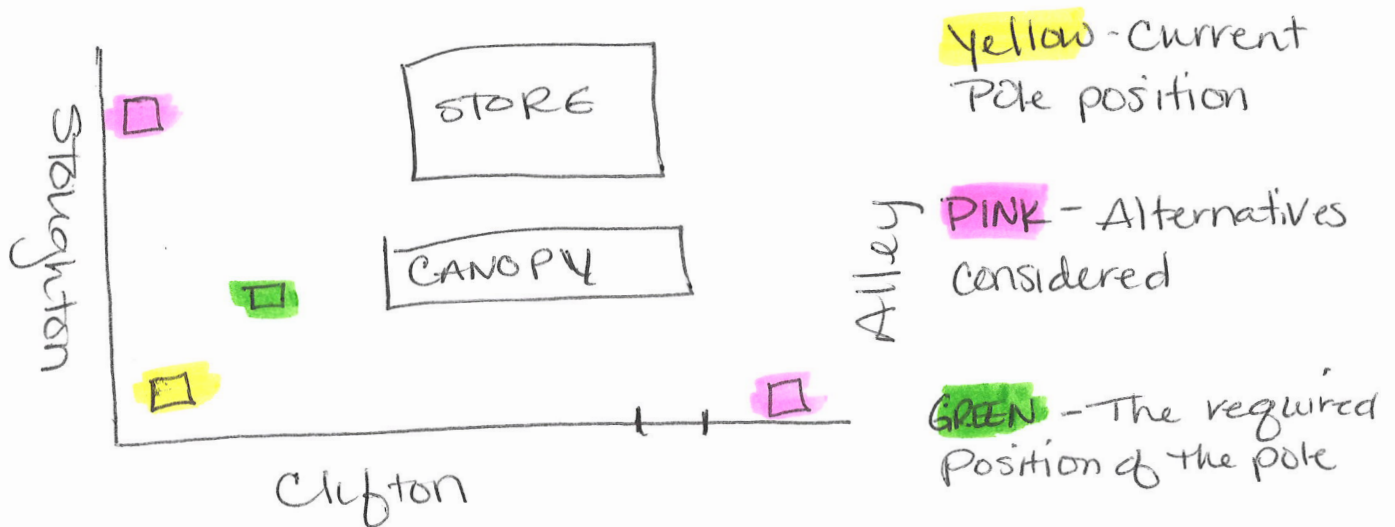 Stoughton
STORE
CANOPY
Clifton
Alley
Yellow - Current
Pole position
PINK - Alternatives
considered
GREEN - The required
Position of the pole